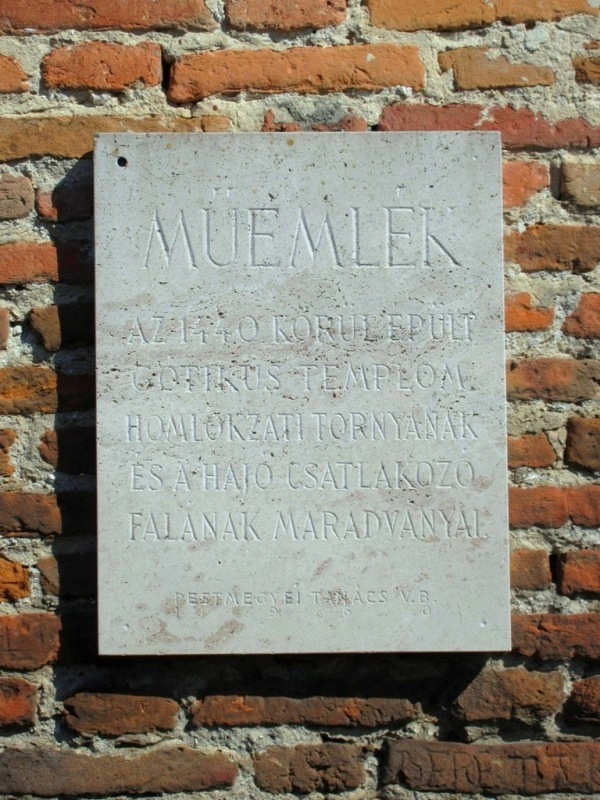 MŰEMLÉK
AZ 1440 KÖRÜL ÉPÜLT
GÓTIKUS TEMPLOM
HOMLOKZATI TORNYÁNAK
ÉS A HAJÓ CSATLAKOZÓ
FALÁNAK MARADVÁNYAI.
PESTMEGYEI TANÁCS V.B.